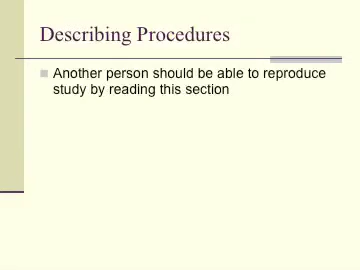 Describing Procedures
Another person should be able to reproduce
study by reading this section